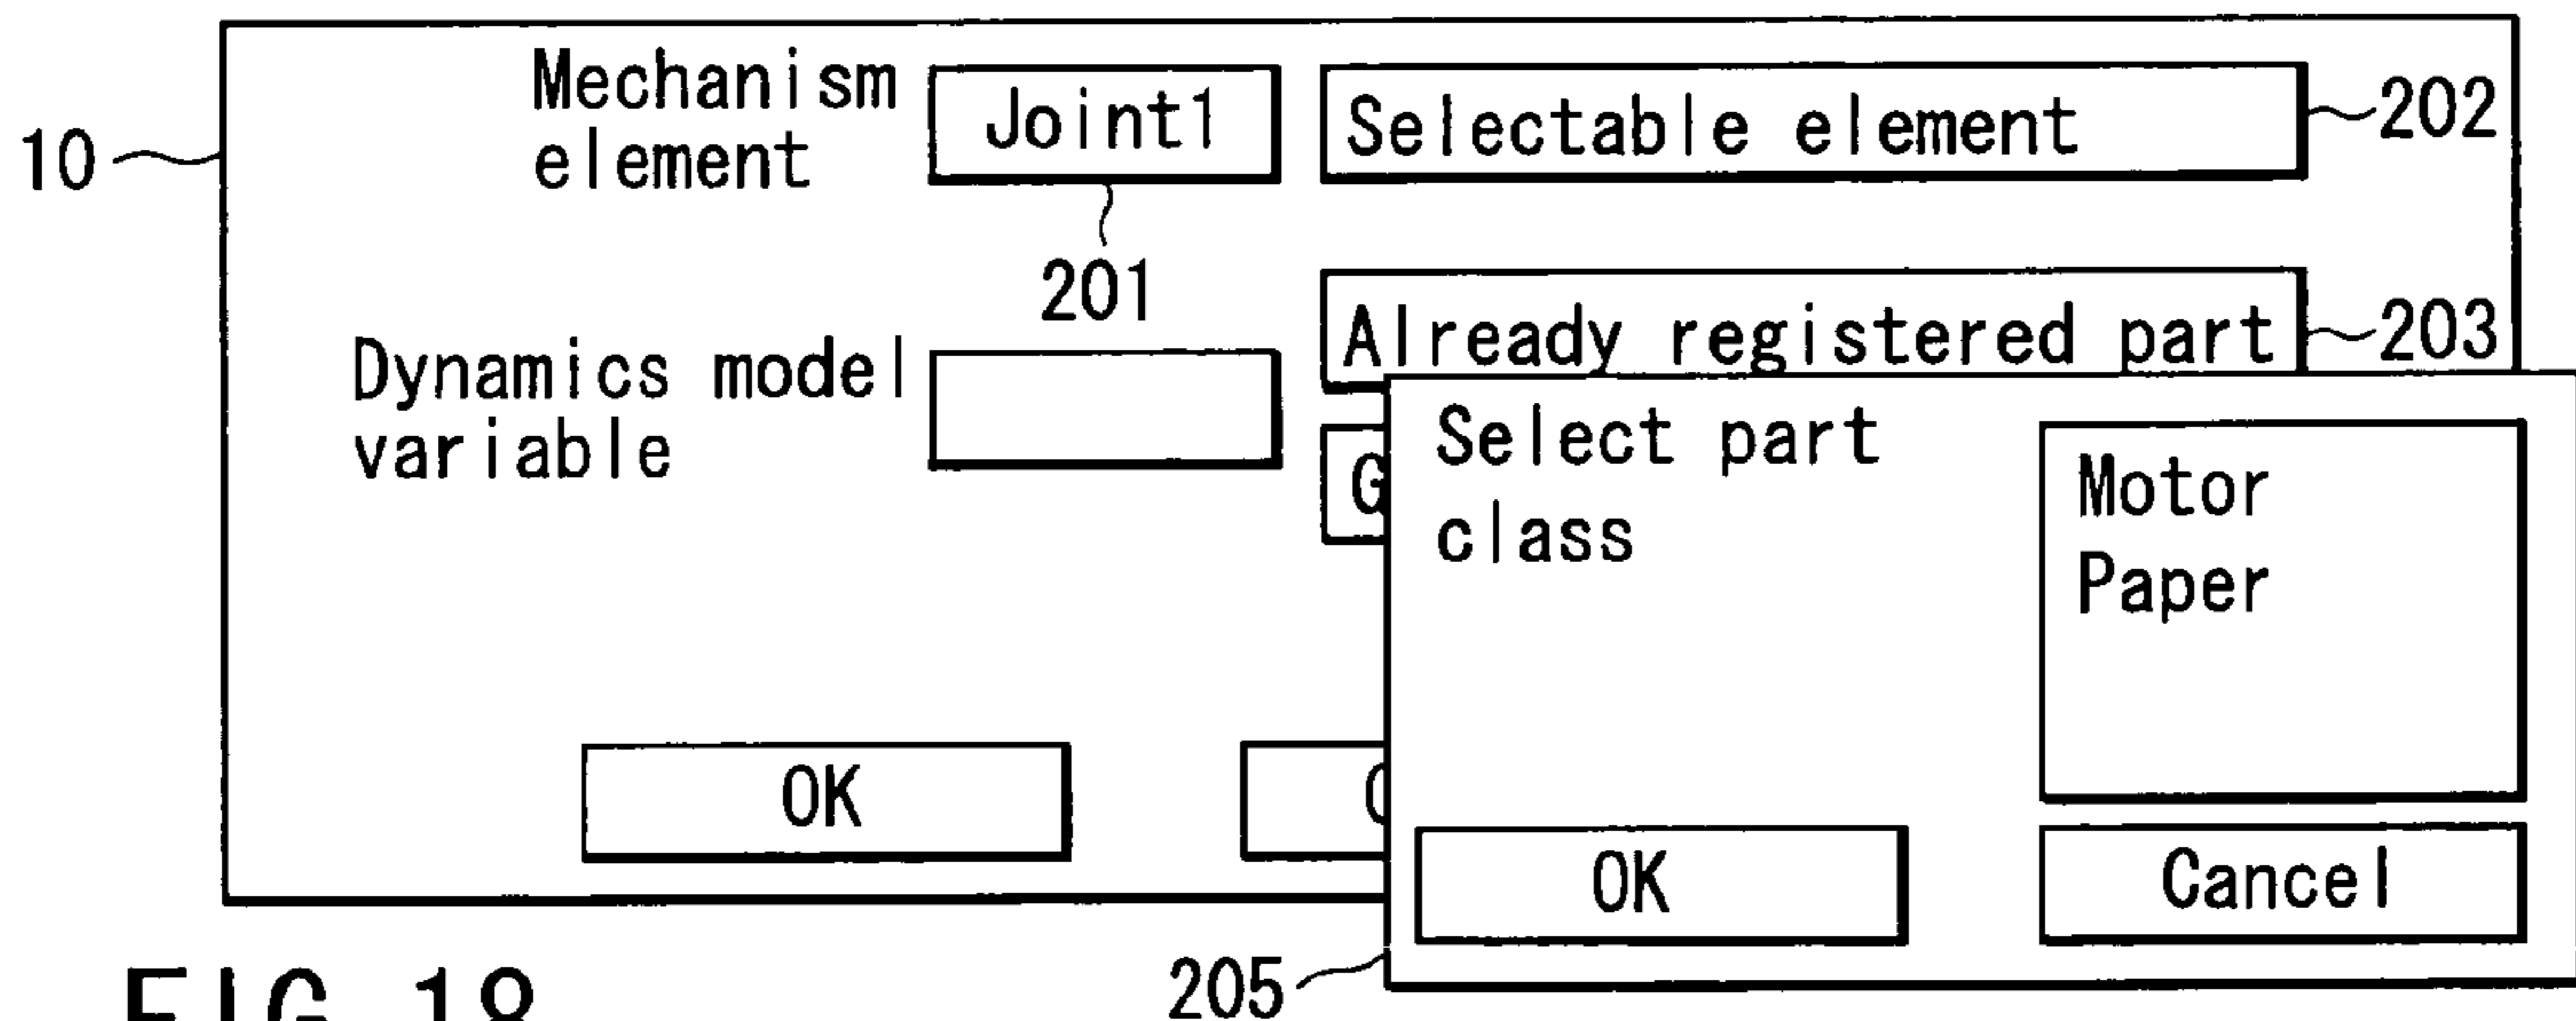 Mechanism
element
Joint1
Selectable element
202
10
201
Already registered part
203
Dynamics model
variable
Select part
class
Motor
Paper
G
OK
OK
Cancel
205